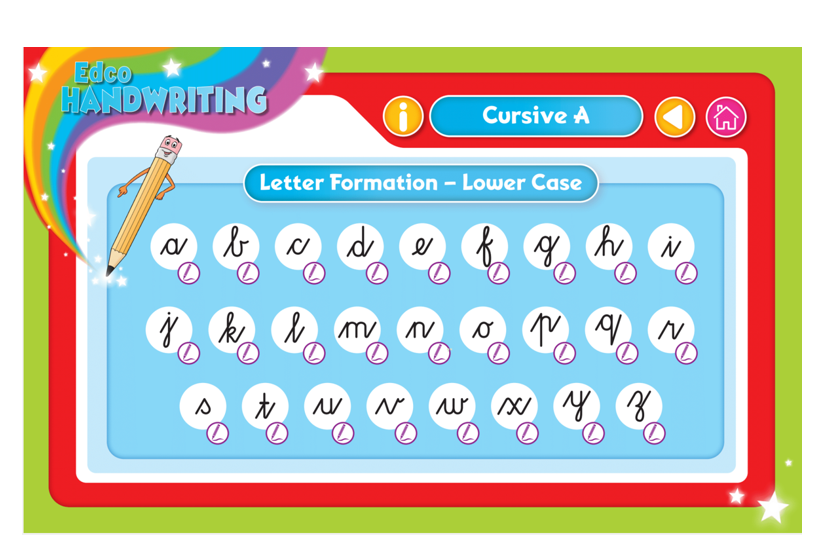 Edco
HANDWRITING
i
Cursive A
Letter Formation – Lower Case
a b c d e f g h i
j k l m n o p q r
s t u v w x y z